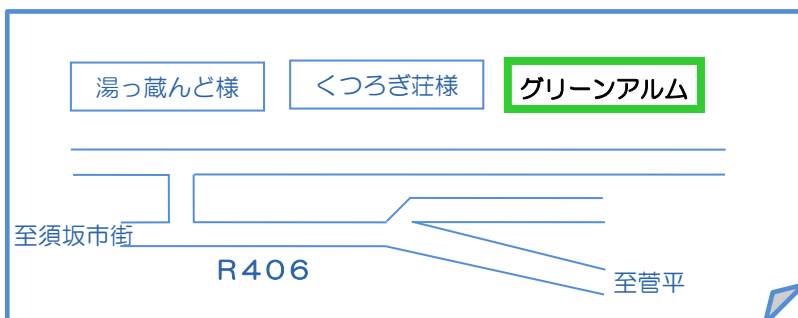 湯っ蔵んど様
くつろぎ荘様
グリーンアルム
至須坂市街
R406
至菅平